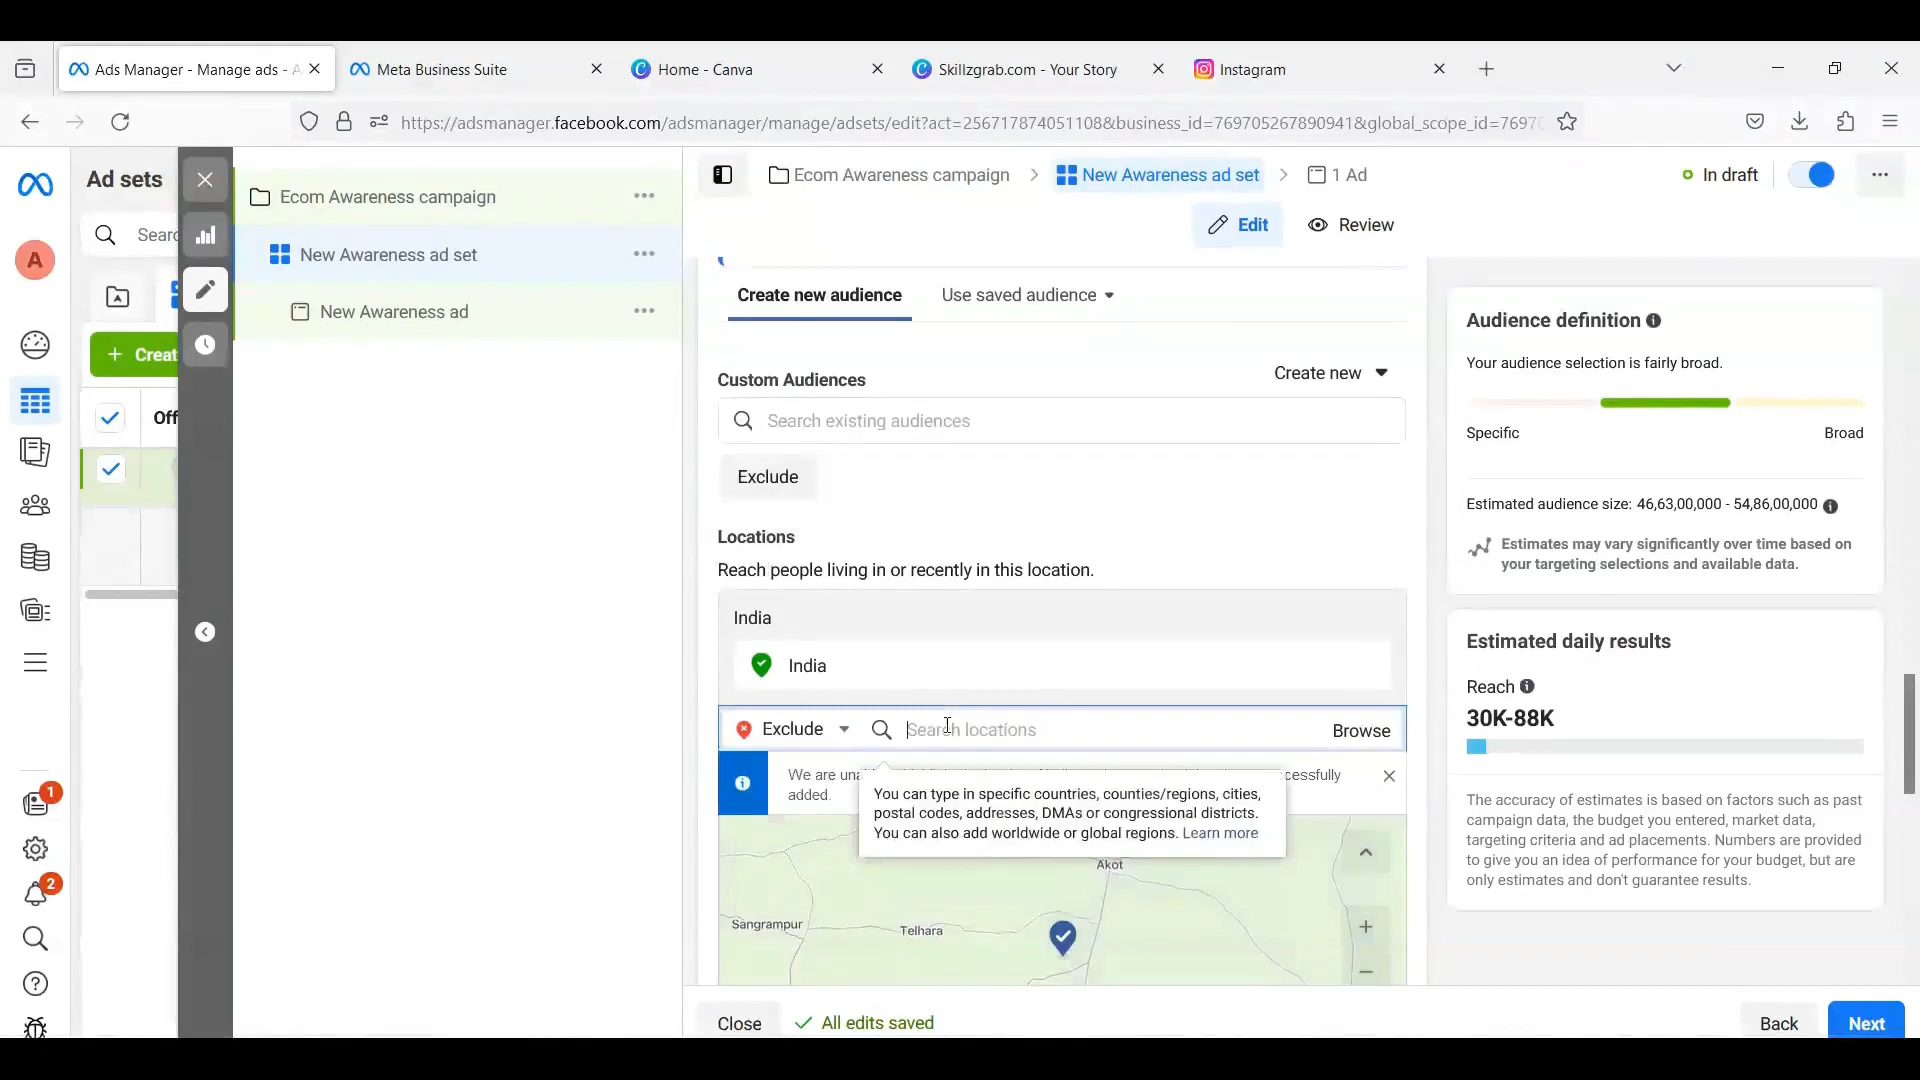 Ads Manager - Manage ads - A
Meta Business Suite
Home - Canva
Skillzgrab.com - Your Story
Instagram
https://adsmanager.facebook.com/adsmanager/manage/adsets/edit?act=256717874051108&business_id=769705267890941&global_scope_id=7697
Ad sets
Searc
A
Creat
Off
1
2
Ecom Awareness campaign
New Awareness ad set
New Awareness ad
Ecom Awareness campaign
New Awareness ad set
1 Ad
In draft
Edit
Review
Create new audience
Use saved audience
Custom Audiences
Create new
Search existing audiences
Exclude
Locations
Reach people living in or recently in this location.
India
India
Exclude
Search locations
Browse
We are una
cessfully
added.
You can type in specific countries, counties/regions, cities,
postal codes, addresses, DMAs or congressional districts.
You can also add worldwide or global regions. Learn more
Akot
Sangrampur
Telhara
Close
All edits saved
Back
Next
Audience definition
Your audience selection is fairly broad.
Specific
Broad
Estimated audience size: 46,63,00,000 - 54,86,00,000
Estimates may vary significantly over time based on
your targeting selections and available data.
Estimated daily results
Reach
30K-88K
The accuracy of estimates is based on factors such as past
campaign data, the budget you entered, market data,
targeting criteria and ad placements. Numbers are provided
to give you an idea of performance for your budget, but are
only estimates and don't guarantee results.